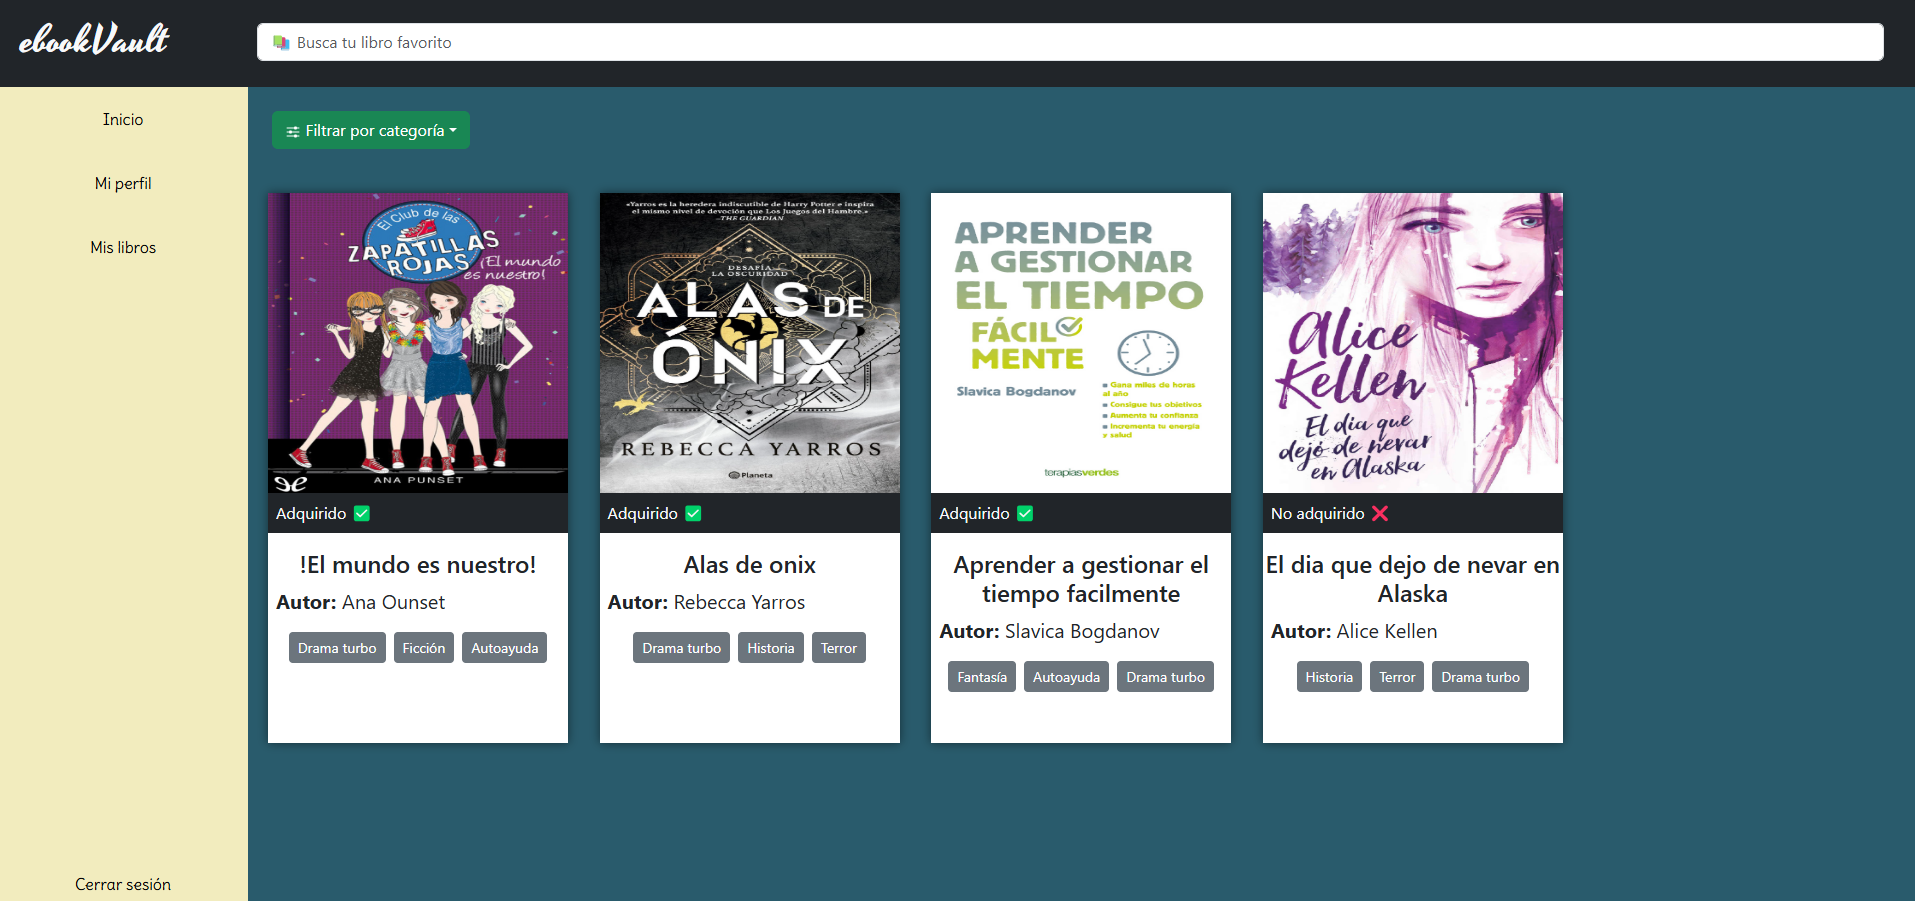 ebookVault
Busca tu libro favorito
Inicio
Mi perfil
Mis libros
Cerrar sesión
Filtrar por categoría
El Club de las
ZAPATILLAS
ROJAS
¡El mundo
es nuestro!
ANA PUNSET
Adquirido
!El mundo es nuestro!
Autor: Ana Ounset
Drama turbo Ficción Autoayuda
«Yarros es la heredera indiscutible de Harry Potter e inspira
el mismo nivel de devoción que Los Juegos del Hambre.»
—THE GUARDIAN
DESAFÍA
LA OSCURIDAD
ALAS DE
ÓNIX
REBECCA YARROS
Planeta
Adquirido
Alas de onix
Autor: Rebecca Yarros
Drama turbo Historia Terror
APRENDER
A GESTIONAR
EL TIEMPO
FÁCIL
MENTE
Slavica Bogdanov
Gana miles de horas
al año
Consigue tus objetivos
Aumenta tu confianza
Incrementa tu energía
y salud
terapiasverdes
Adquirido
Aprender a gestionar el
tiempo facilmente
Autor: Slavica Bogdanov
Fantasía Autoayuda Drama turbo
Alice
Kellen
El día que
dejó de nevar
en Alaska
No adquirido
El dia que dejo de nevar en
Alaska
Autor: Alice Kellen
Historia Terror Drama turbo